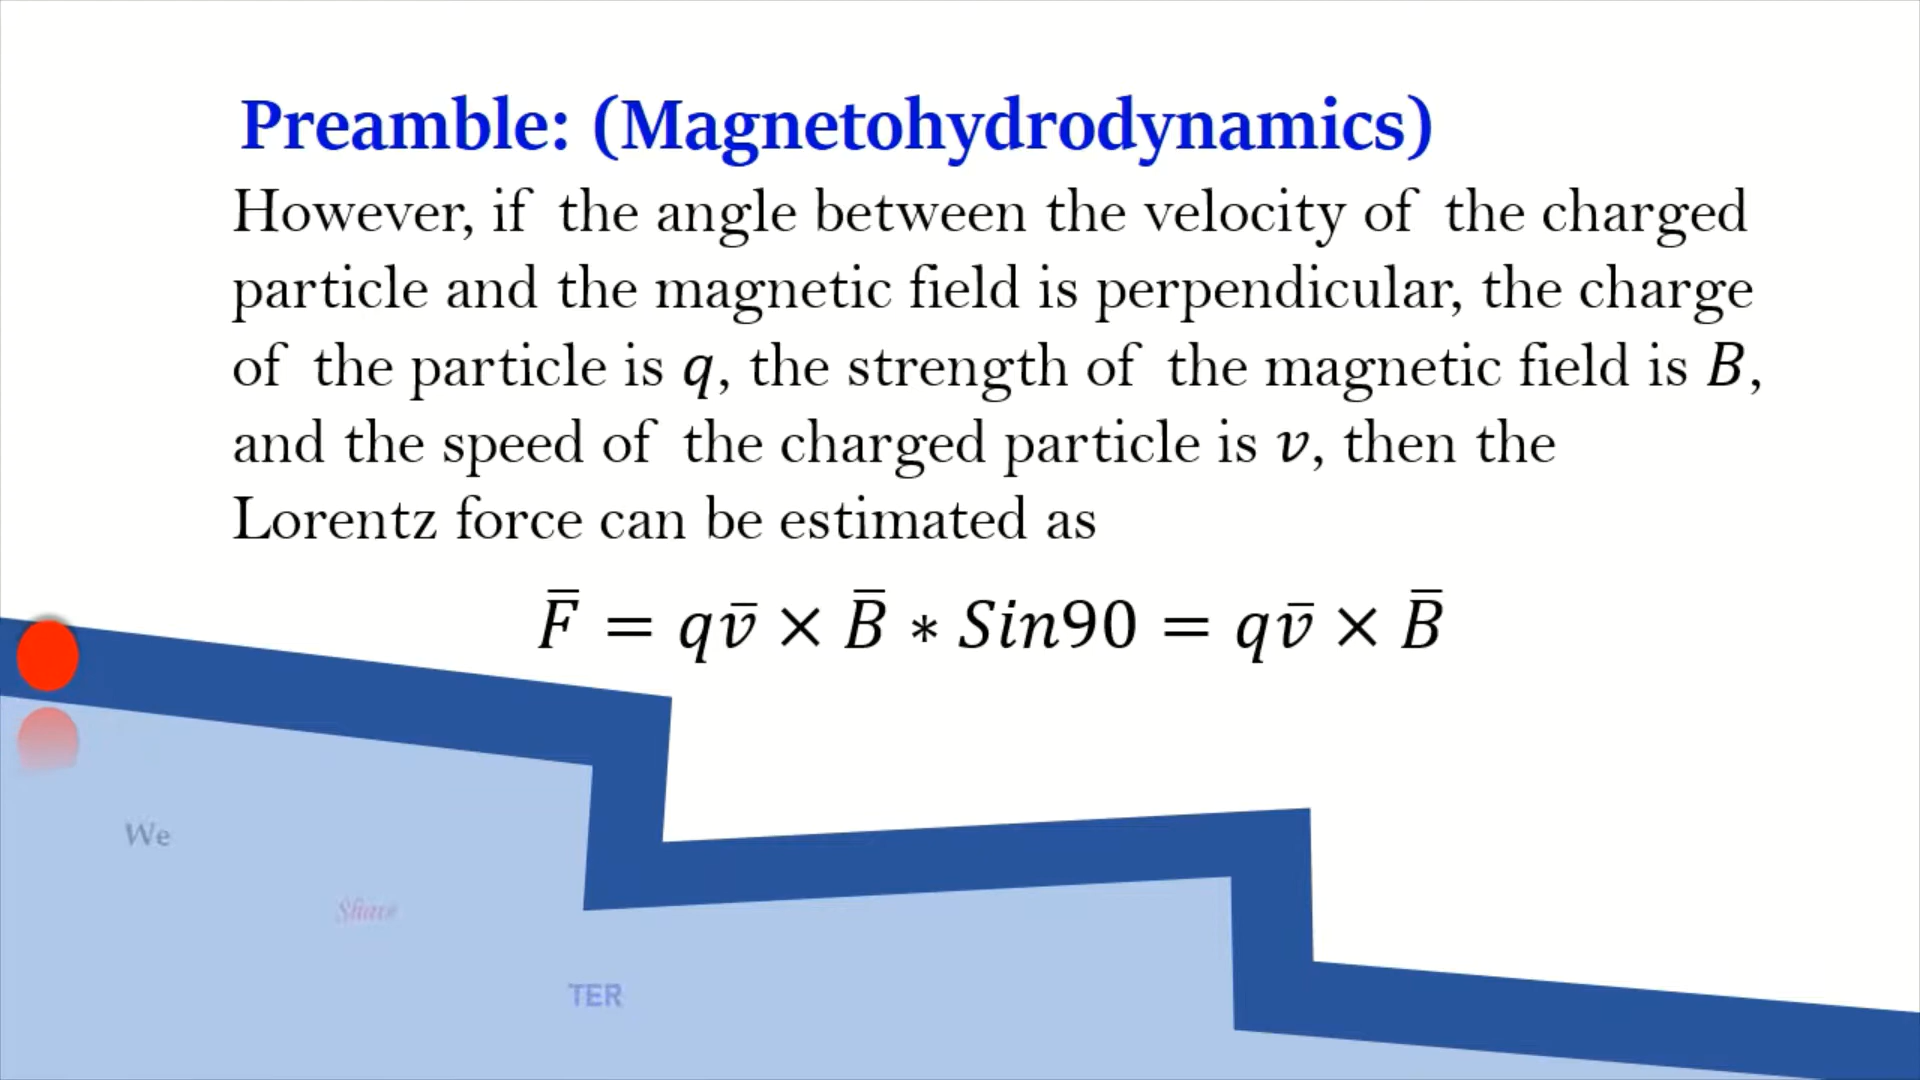 Preamble: (Magnetohydrodynamics)
However, if the angle between the velocity of the charged
particle and the magnetic field is perpendicular, the charge
of the particle is q, the strength of the magnetic field is B,
and the speed of the charged particle is v, then the
Lorentz force can be estimated as
F̅ = qv̅ × B̅ * Sin90 = qv̅ × B̅
We
Share
TER